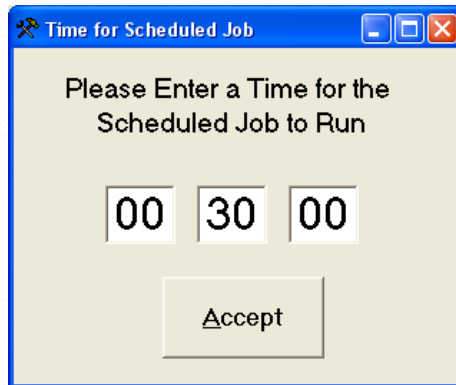 Time for Scheduled Job
Please Enter a Time for the
Scheduled Job to Run
00 30 00
Accept